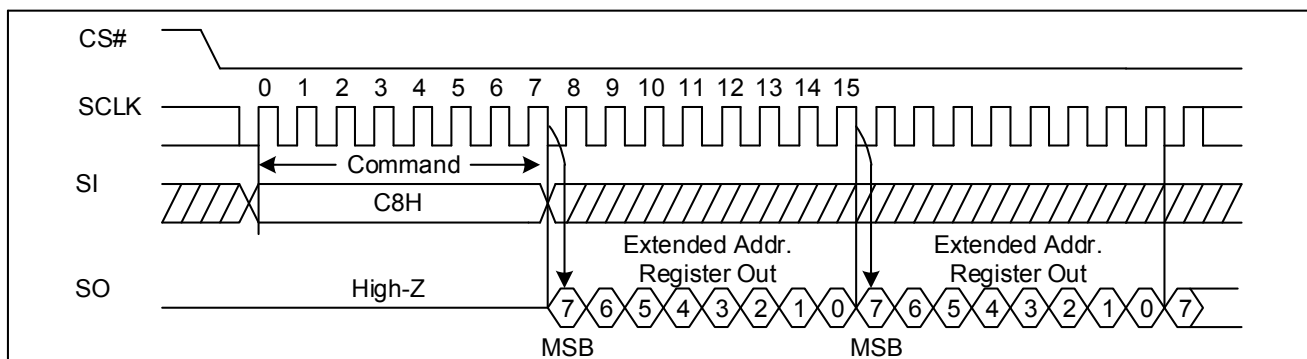 CS#
0 1 2 3 4 5 6 7 8 9 10 11 12 13 14 15
SCLK
Command
SI
C8H
Extended Addr. Extended Addr.
Register Out Register Out
SO High-Z 7 6 5 4 3 2 1 0 7 6 5 4 3 2 1 0 7
MSB MSB